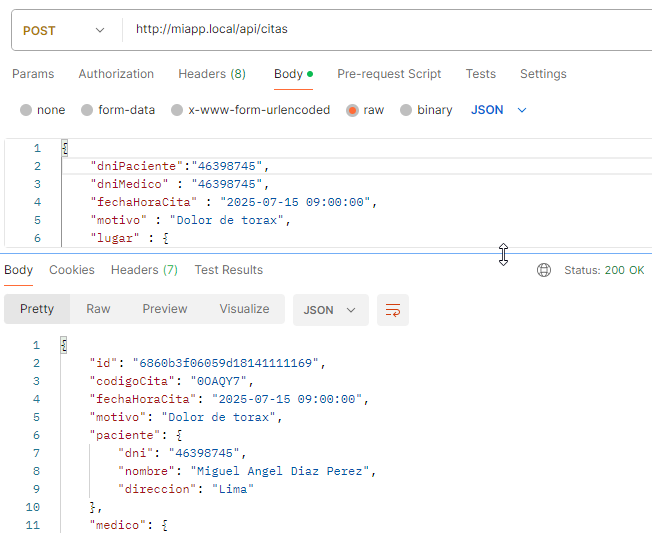 POST http://miapp.local/api/citas
Params Authorization Headers (8) Body Pre-request Script Tests Settings
none form-data x-www-form-urlencoded raw binary JSON
1 {
2 "dniPaciente":"46398745",
3 "dniMedico" : "46398745",
4 "fechaHoraCita" : "2025-07-15 09:00:00",
5 "motivo" : "Dolor de torax",
6 "lugar" : {
Body Cookies Headers (7) Test Results Status: 200 OK
Pretty Raw Preview Visualize JSON
1 {
2 "id": "6860b3f06059d18141111169",
3 "codigoCita": "0OAQY7",
4 "fechaHoraCita": "2025-07-15 09:00:00",
5 "motivo": "Dolor de torax",
6 "paciente": {
7 "dni": "46398745",
8 "nombre": "Miguel Angel Diaz Perez",
9 "direccion": "Lima"
10 },
11 "medico": {